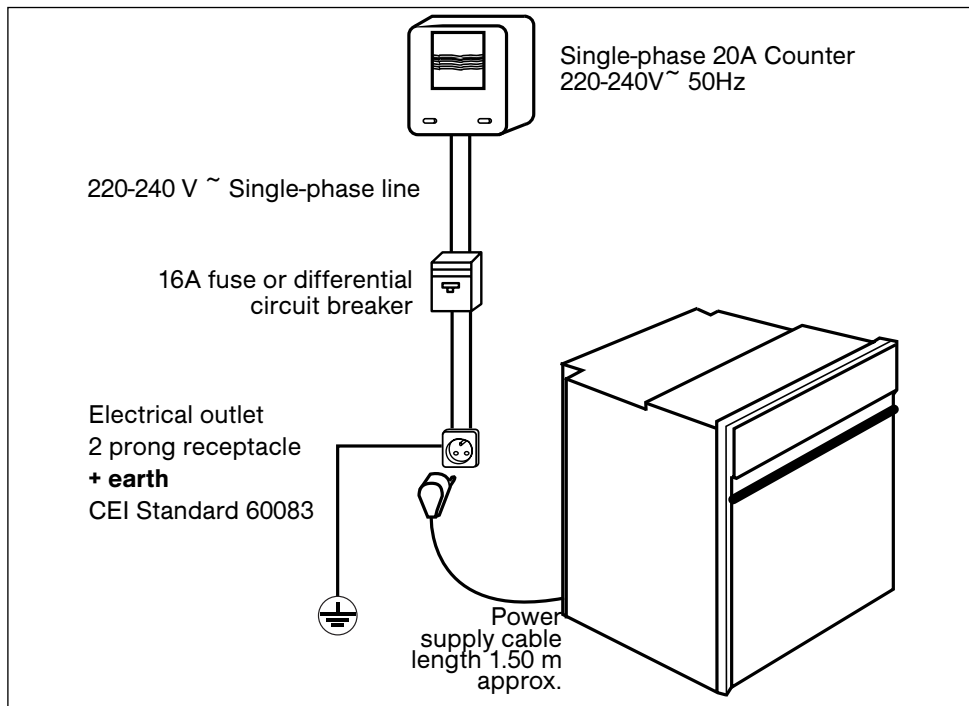 Single-phase 20A Counter
220-240V~ 50Hz
220-240 V ~ Single-phase line
16A fuse or differential
circuit breaker
Electrical outlet
2 prong receptacle
+ earth
CEI Standard 60083
Power
supply cable
length 1.50 m
approx.